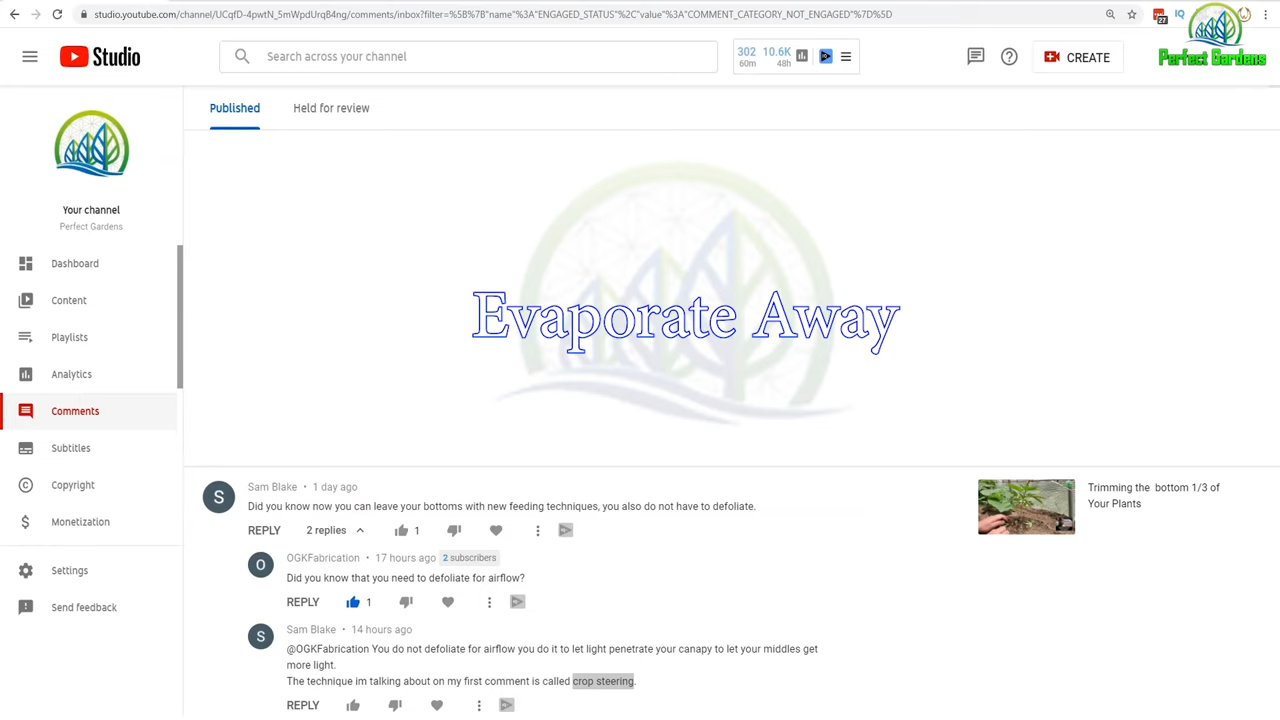 studio.youtube.com/channel/UCqfD-4pwtN_5mWpdUrqB4ng/comments/inbox?filter=%5B%7B"name"%3A"ENGAGED_STATUS"%2C"value"%3A"COMMENT_CATEGORY_NOT_ENGAGED"%7D%5D
27
IQ
Studio
Search across your channel
302 10.6K
60m 48h
CREATE
Perfect Gardens
Published
Held for review
Your channel
Perfect Gardens
Dashboard
Content
Playlists
Analytics
Comments
Subtitles
Copyright
Monetization
Settings
Send feedback
Evaporate Away
S
Sam Blake • 1 day ago
Did you know now you can leave your bottoms with new feeding techniques, you also do not have to defoliate.
REPLY 2 replies 1
Trimming the bottom 1/3 of
Your Plants
O
OGKFabrication • 17 hours ago 2 subscribers
Did you know that you need to defoliate for airflow?
REPLY 1
S
Sam Blake • 14 hours ago
@OGKFabrication You do not defoliate for airflow you do it to let light penetrate your canapy to let your middles get
more light.
The technique im talking about on my first comment is called crop steering.
REPLY